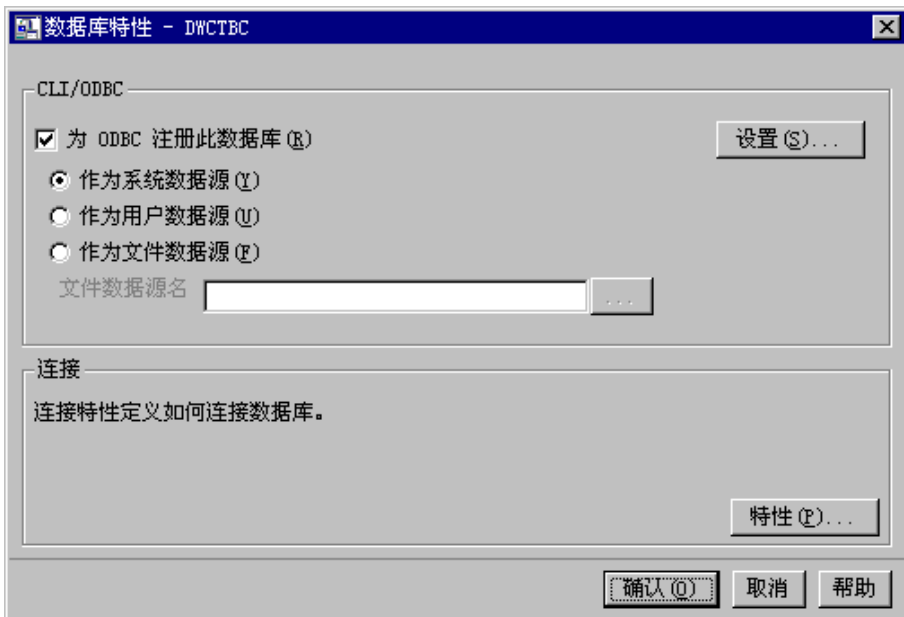 数据库特性 - DWCTBC
CLI/ODBC
为 ODBC 注册此数据库(R)
设置(S)...
作为系统数据源(Y)
作为用户数据源(U)
作为文件数据源(F)
文件数据源名
...
连接
连接特性定义如何连接数据库。
特性(P)...
确认(O)
取消
帮助